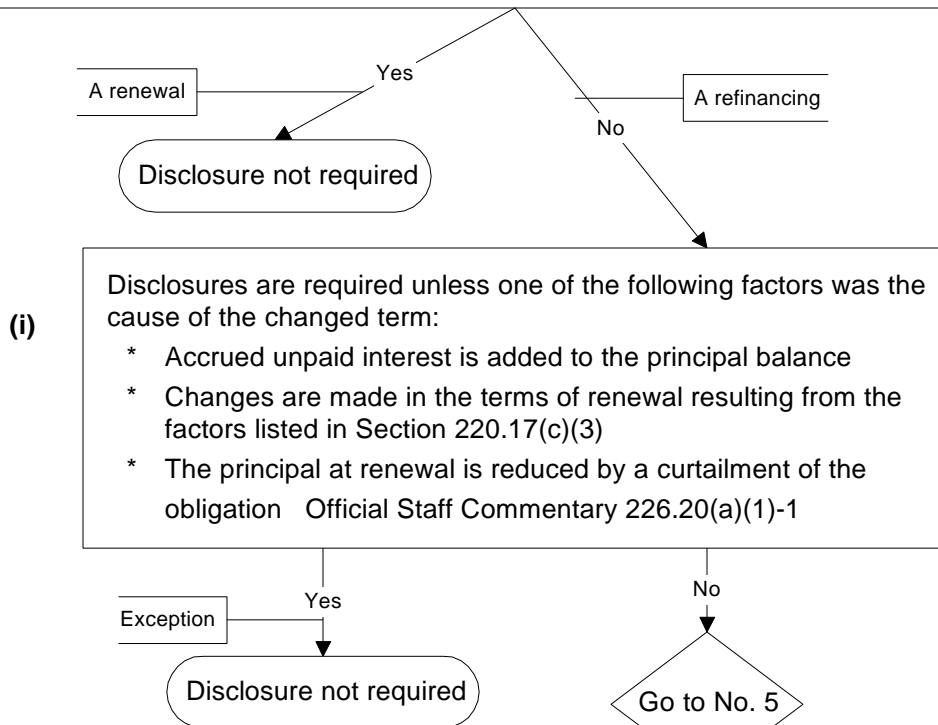 Yes
A renewal
A refinancing
No
Disclosure not required
Disclosures are required unless one of the following factors was the
cause of the changed term:
(i)
* Accrued unpaid interest is added to the principal balance
* Changes are made in the terms of renewal resulting from the
factors listed in Section 220.17(c)(3)
* The principal at renewal is reduced by a curtailment of the
obligation Official Staff Commentary 226.20(a)(1)-1
No
Yes
Exception
Disclosure not required
Go to No. 5